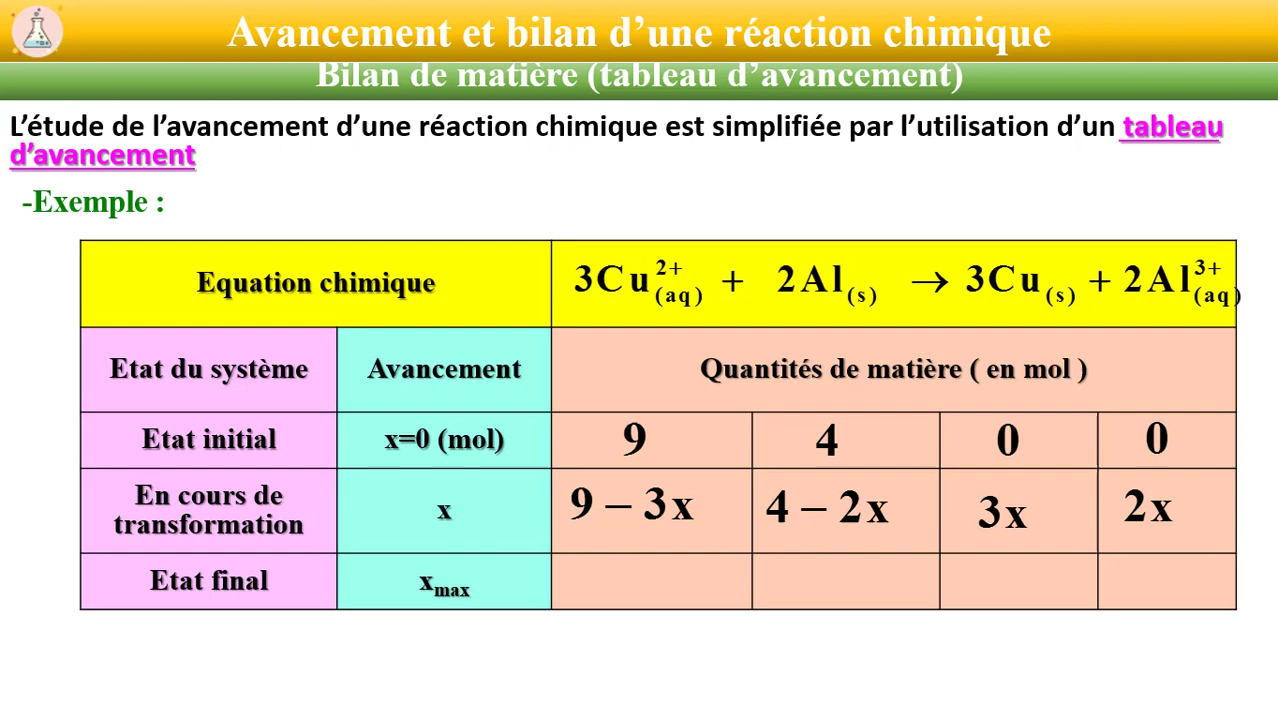 Avancement et bilan d’une réaction chimique
Bilan de matière (tableau d’avancement)
L’étude de l’avancement d’une réaction chimique est simplifiée par l’utilisation d’un tableau
d’avancement
-Exemple :
Equation chimique 3Cu²⁺(aq) + 2Al(s) → 3Cu(s) + 2Al³⁺(aq)
Etat du système Avancement Quantités de matière ( en mol )
Etat initial x=0 (mol) 9 4 0 0
En cours de
transformation x 9 – 3x 4 – 2x 3x 2x
Etat final xmax